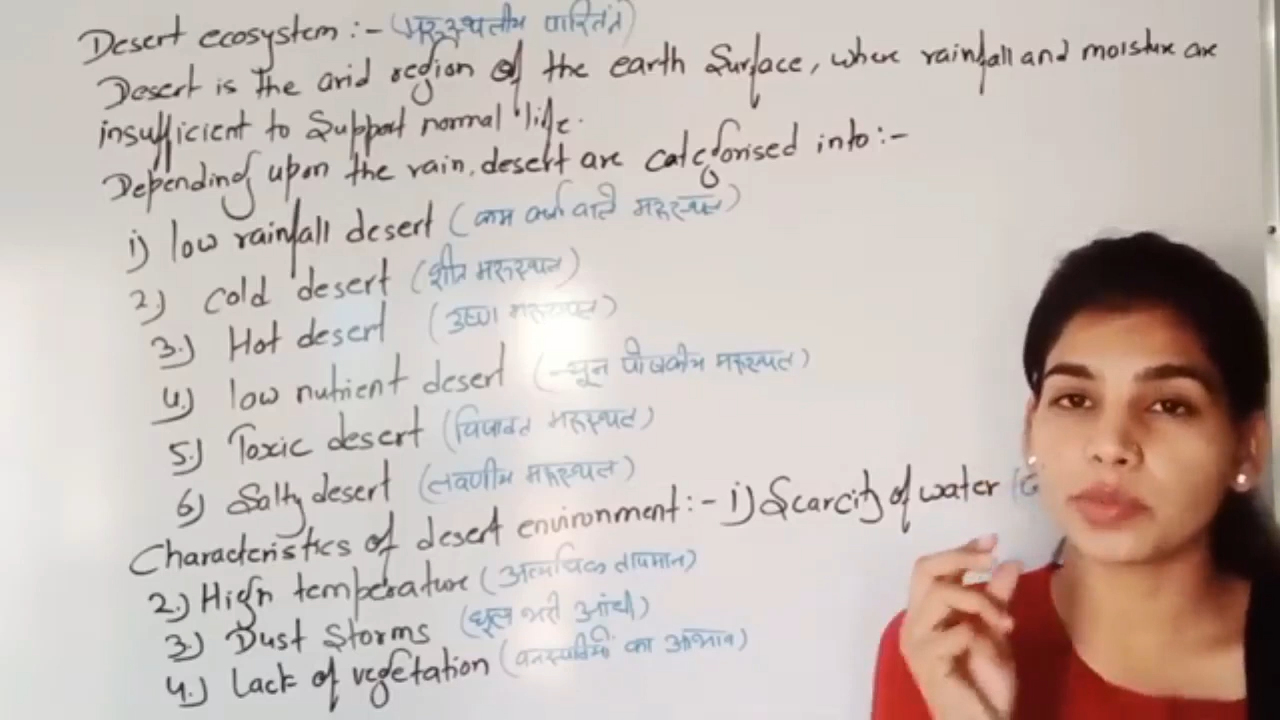 Desert ecosystem :- (मरुस्थलीय पारितंत्र)
Desert is the arid region of the earth surface, where rainfall and moisture are
insufficient to support normal life.
Depending upon the rain, desert are categorised into :-
i) low rainfall desert (कम वर्षा वाले मरुस्थल)
2.) Cold desert (शीत मरुस्थल)
3.) Hot desert (उष्ण मरुस्थल)
4.) low nutrient desert (न्यून पोषकीय मरुस्थल)
5.) Toxic desert (विषाक्त मरुस्थल)
6) Salty desert (लवणीय मरुस्थल)
Characteristics of desert environment :- i) Scarcity of water
2.) High temperature (अत्यधिक तापमान)
3.) Dust storms (धूल भरी आंधी)
4.) Lack of vegetation (वनस्पतियों का अभाव)